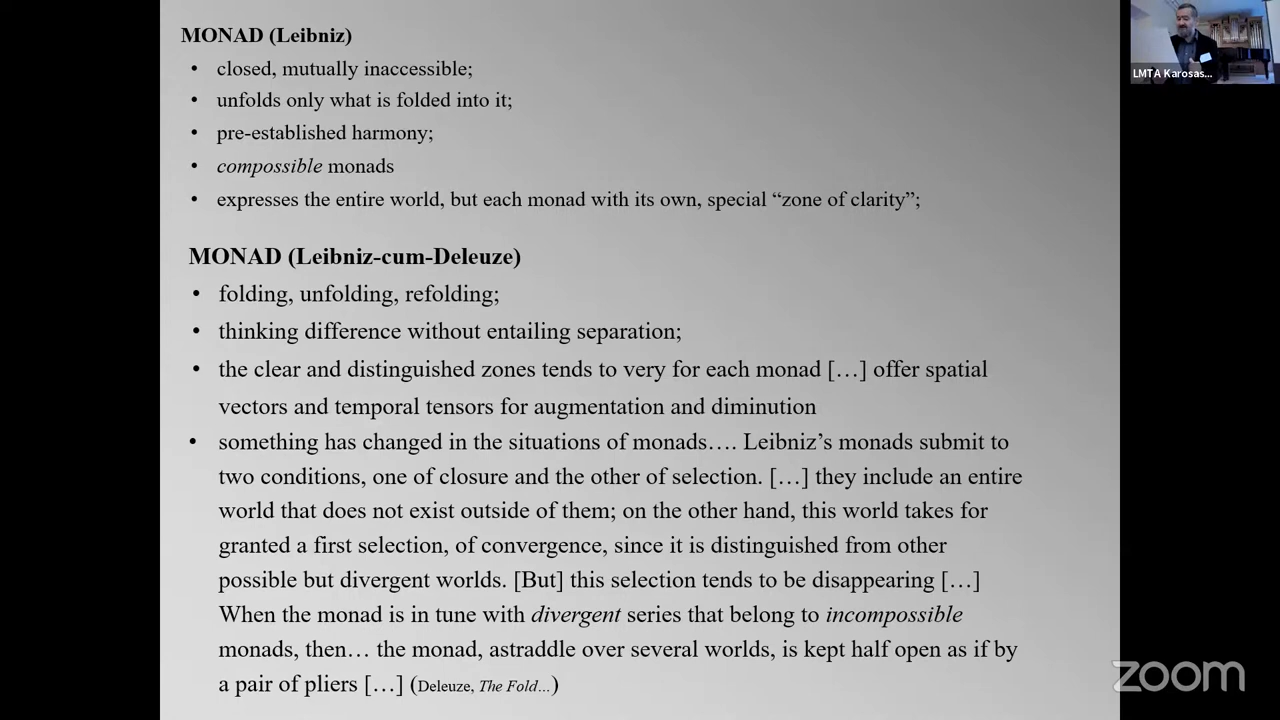 MONAD (Leibniz)
• closed, mutually inaccessible;
• unfolds only what is folded into it;
• pre-established harmony;
• compossible monads
• expresses the entire world, but each monad with its own, special “zone of clarity”;
MONAD (Leibniz-cum-Deleuze)
• folding, unfolding, refolding;
• thinking difference without entailing separation;
• the clear and distinguished zones tends to very for each monad […] offer spatial
vectors and temporal tensors for augmentation and diminution
• something has changed in the situations of monads…. Leibniz’s monads submit to
two conditions, one of closure and the other of selection. […] they include an entire
world that does not exist outside of them; on the other hand, this world takes for
granted a first selection, of convergence, since it is distinguished from other
possible but divergent worlds. [But] this selection tends to be disappearing […]
When the monad is in tune with divergent series that belong to incompossible
monads, then… the monad, astraddle over several worlds, is kept half open as if by
a pair of pliers […] (Deleuze, The Fold…)
LMTA Karosas...
zoom